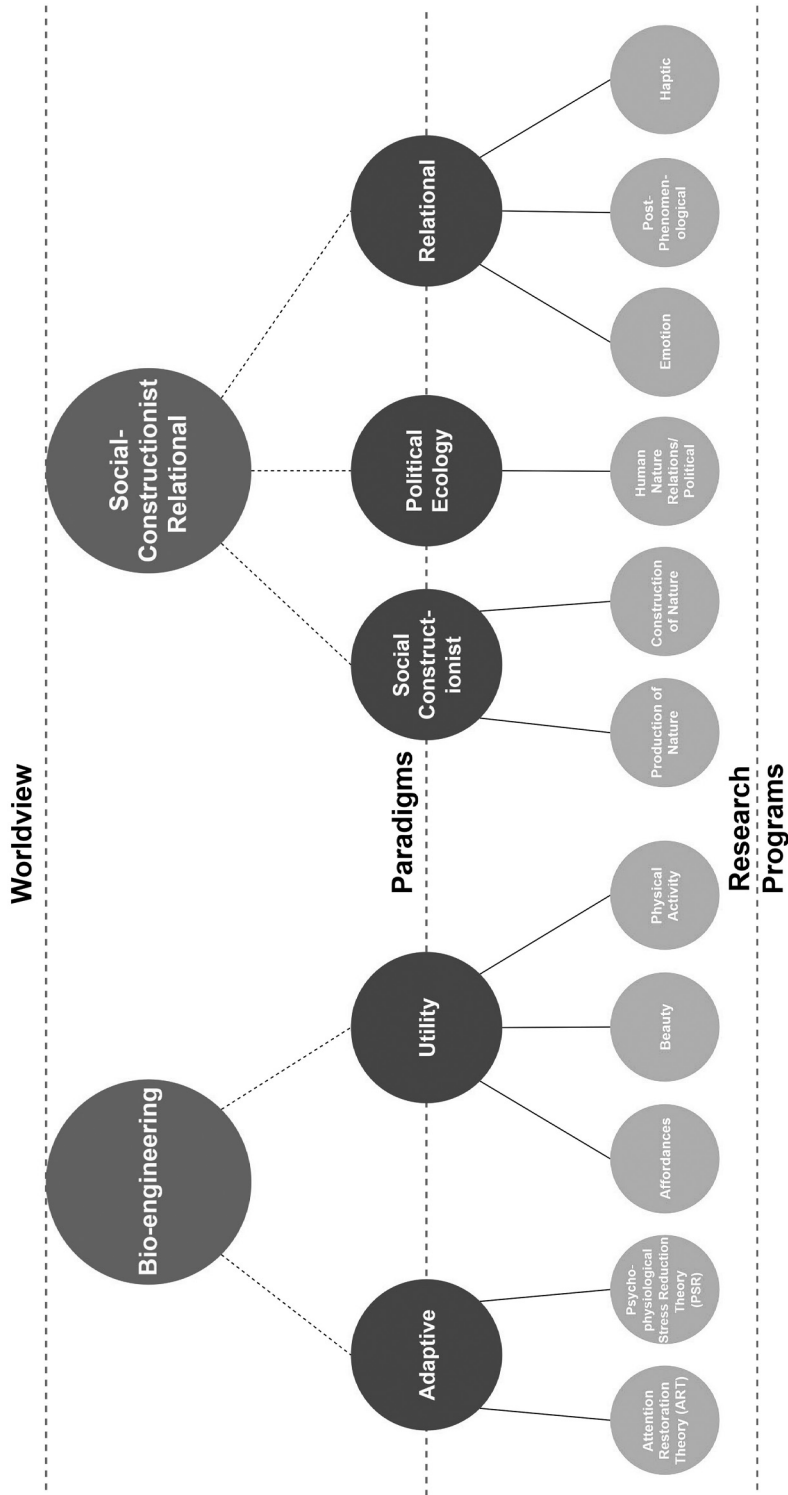 Worldview
Bio-engineering
Social-
Constructionist
Relational
Paradigms
Adaptive
Utility
Social
Construct-
ionist
Political
Ecology
Relational
Attention
Restoration
Theory (ART)
Psycho-
physiological
Stress Reduction
Theory
(PSR)
Affordances
Beauty
Physical
Activity
Production of
Nature
Construction
of Nature
Human
Nature
Relations/
Political
Emotion
Post-
Phenomen-
ological
Haptic
Research
Programs